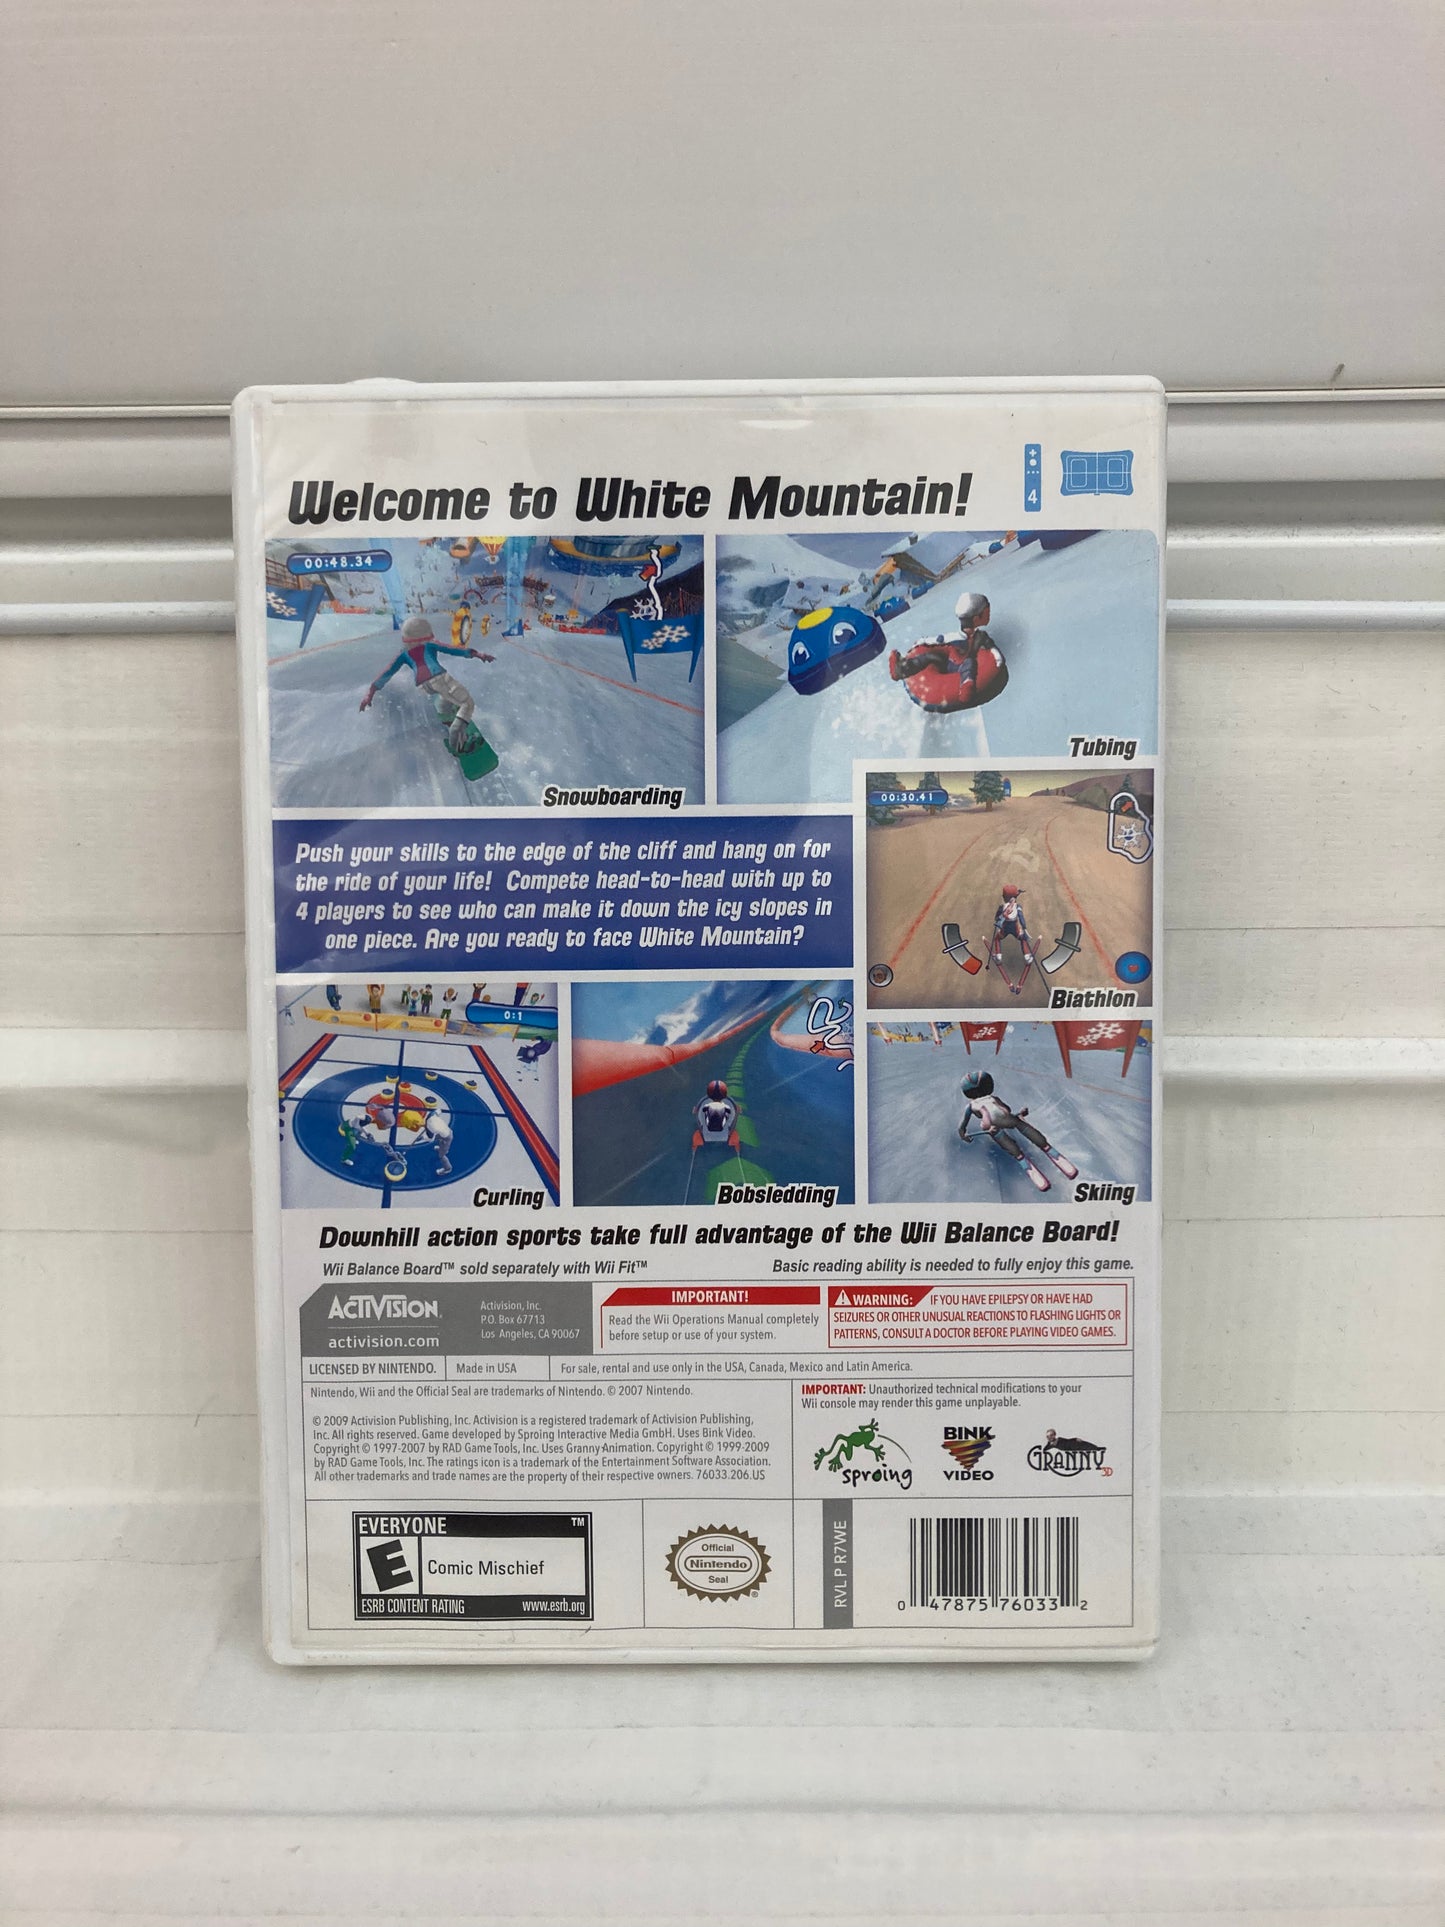 Welcome to White Mountain!
4
00:48.34
Snowboarding
Tubing
Push your skills to the edge of the cliff and hang on for
the ride of your life! Compete head-to-head with up to
4 players to see who can make it down the icy slopes in
one piece. Are you ready to face White Mountain?
00:30.41
Biathlon
0:1
Curling
Bobsledding
Skiing
Downhill action sports take full advantage of the Wii Balance Board!
Wii Balance Board™ sold separately with Wii Fit™
Basic reading ability is needed to fully enjoy this game.
ACTIVISION.
activision.com
Activision, Inc.
P.O. Box 67713
Los Angeles, CA 90067
IMPORTANT!
Read the Wii Operations Manual completely
before setup or use of your system.
WARNING: IF YOU HAVE EPILEPSY OR HAVE HAD
SEIZURES OR OTHER UNUSUAL REACTIONS TO FLASHING LIGHTS OR
PATTERNS, CONSULT A DOCTOR BEFORE PLAYING VIDEO GAMES.
LICENSED BY NINTENDO.
Made in USA
For sale, rental and use only in the USA, Canada, Mexico and Latin America.
Nintendo, Wii and the Official Seal are trademarks of Nintendo. © 2007 Nintendo.
© 2009 Activision Publishing, Inc. Activision is a registered trademark of Activision Publishing,
Inc. All rights reserved. Game developed by Sproing Interactive Media GmbH. Uses Bink Video.
Copyright © 1997-2007 by RAD Game Tools, Inc. Uses Granny Animation. Copyright © 1999-2009
by RAD Game Tools, Inc. The ratings icon is a trademark of the Entertainment Software Association.
All other trademarks and trade names are the property of their respective owners. 76033.206.US
IMPORTANT: Unauthorized technical modifications to your
Wii console may render this game unplayable.
sproing
BINK
VIDEO
GRANNY
3D
EVERYONE ™
E
Comic Mischief
ESRB CONTENT RATING www.esrb.org
Official
Nintendo
Seal
®
RVL P R7WE
0 47875 76033 2